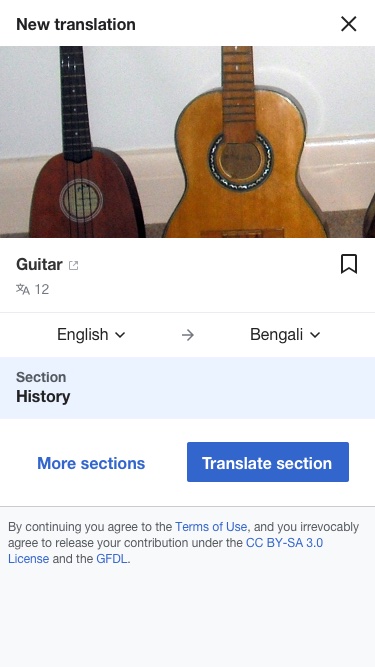 New translation
Guitar
12
English
Bengali
Section
History
More sections
Translate section
By continuing you agree to the Terms of Use, and you irrevocably
agree to release your contribution under the CC BY-SA 3.0
License and the GFDL.